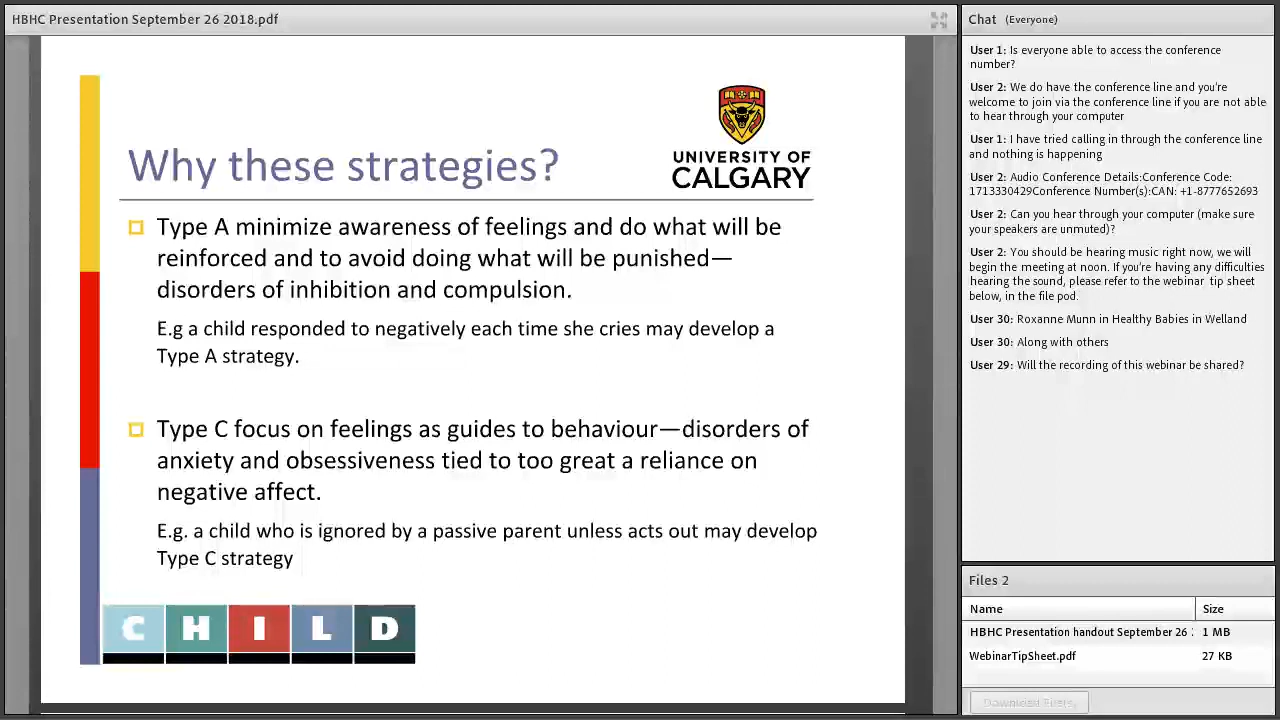 HBHC Presentation September 26 2018.pdf
UNIVERSITY OF
CALGARY
Why these strategies?
Type A minimize awareness of feelings and do what will be
reinforced and to avoid doing what will be punished—
disorders of inhibition and compulsion.
E.g a child responded to negatively each time she cries may develop a
Type A strategy.
Type C focus on feelings as guides to behaviour—disorders of
anxiety and obsessiveness tied to too great a reliance on
negative affect.
E.g. a child who is ignored by a passive parent unless acts out may develop
Type C strategy
C H I L D
Chat (Everyone)
User 1: Is everyone able to access the conference
number?
User 2: We do have the conference line and you're
welcome to join via the conference line if you are not able
to hear through your computer
User 1: I have tried calling in through the conference line
and nothing is happening
User 2: Audio Conference Details:Conference Code:
1713330429Conference Number(s):CAN: +1-8777652693
User 2: Can you hear through your computer (make sure
your speakers are unmuted)?
User 2: You should be hearing music right now, we will
begin the meeting at noon. If you're having any difficulties
hearing the sound, please refer to the webinar tip sheet
below, in the file pod.
User 30: Roxanne Munn in Healthy Babies in Welland
User 30: Along with others
User 29: Will the recording of this webinar be shared?
Files 2
Name Size
HBHC Presentation handout September 26 1 MB
WebinarTipSheet.pdf 27 KB
Download Files